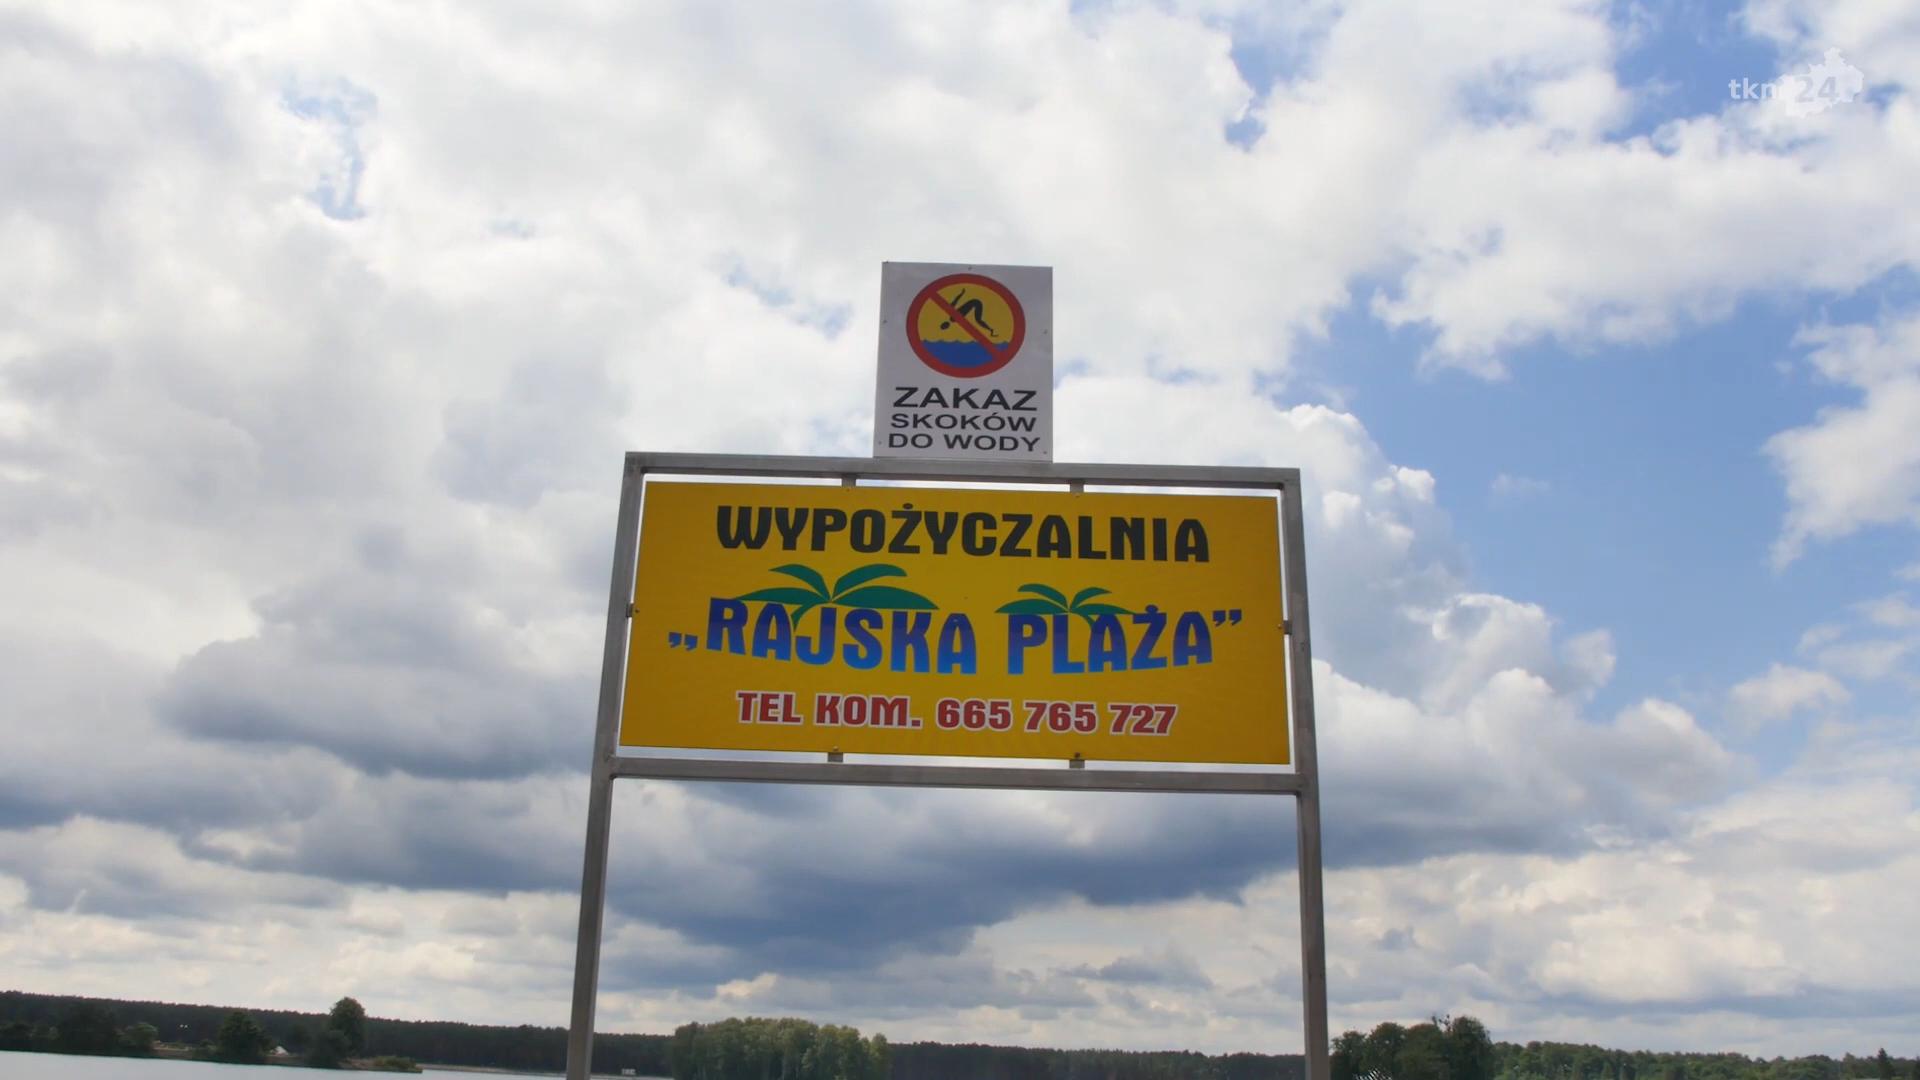 tkn24
ZAKAZ
SKOKÓW
DO WODY
WYPOŻYCZALNIA
„RAJSKA PLAŻA”
TEL KOM. 665 765 727